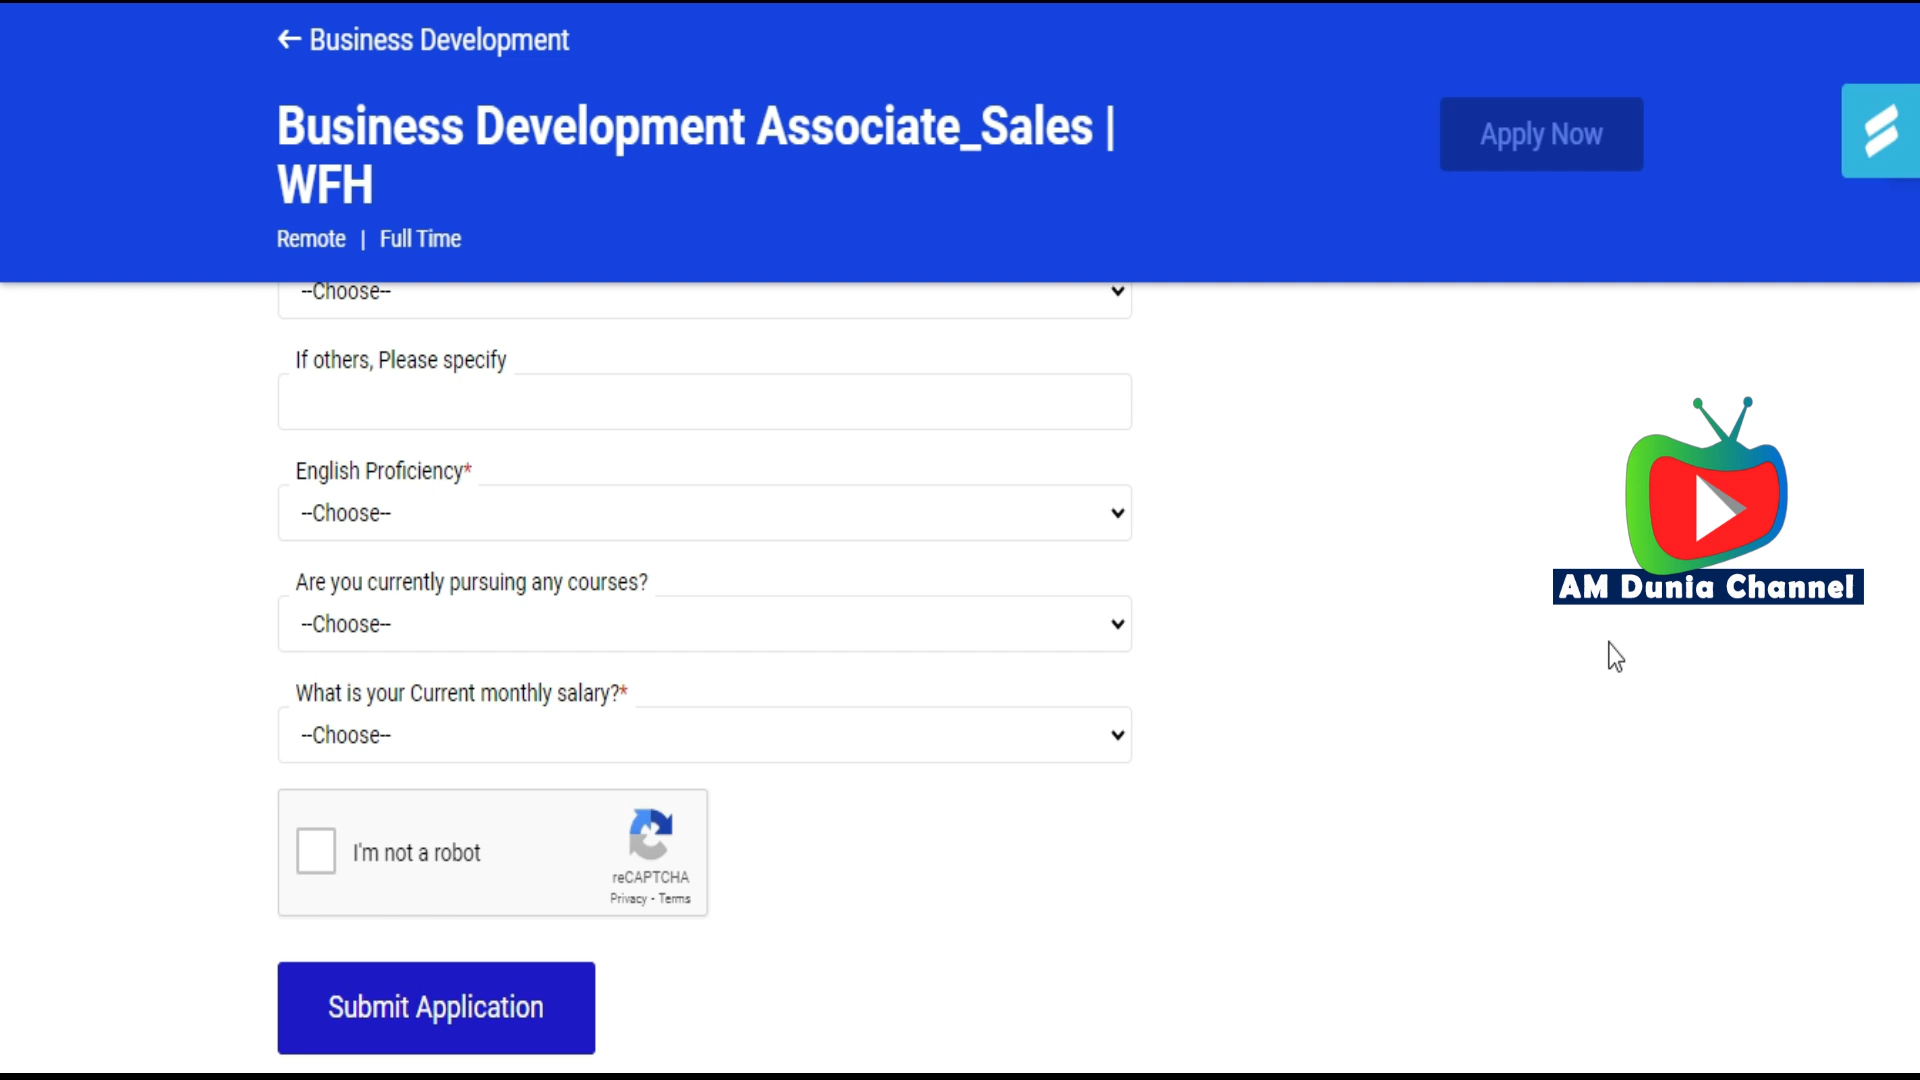 ← Business Development
Business Development Associate_Sales |
WFH
Remote | Full Time
Apply Now
--Choose--
If others, Please specify
English Proficiency*
--Choose--
Are you currently pursuing any courses?
--Choose--
What is your Current monthly salary?*
--Choose--
I'm not a robot
reCAPTCHA
Privacy - Terms
Submit Application
AM Dunia Channel